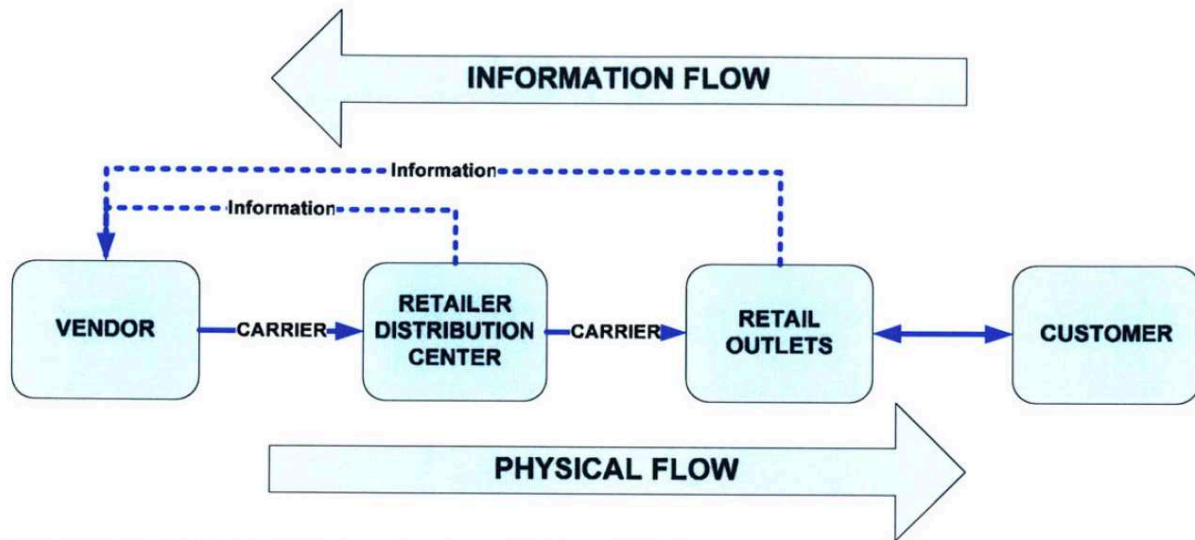 INFORMATION FLOW
Information
Information
VENDOR
CARRIER
RETAILER
DISTRIBUTION
CENTER
CARRIER
RETAIL
OUTLETS
CUSTOMER
PHYSICAL FLOW